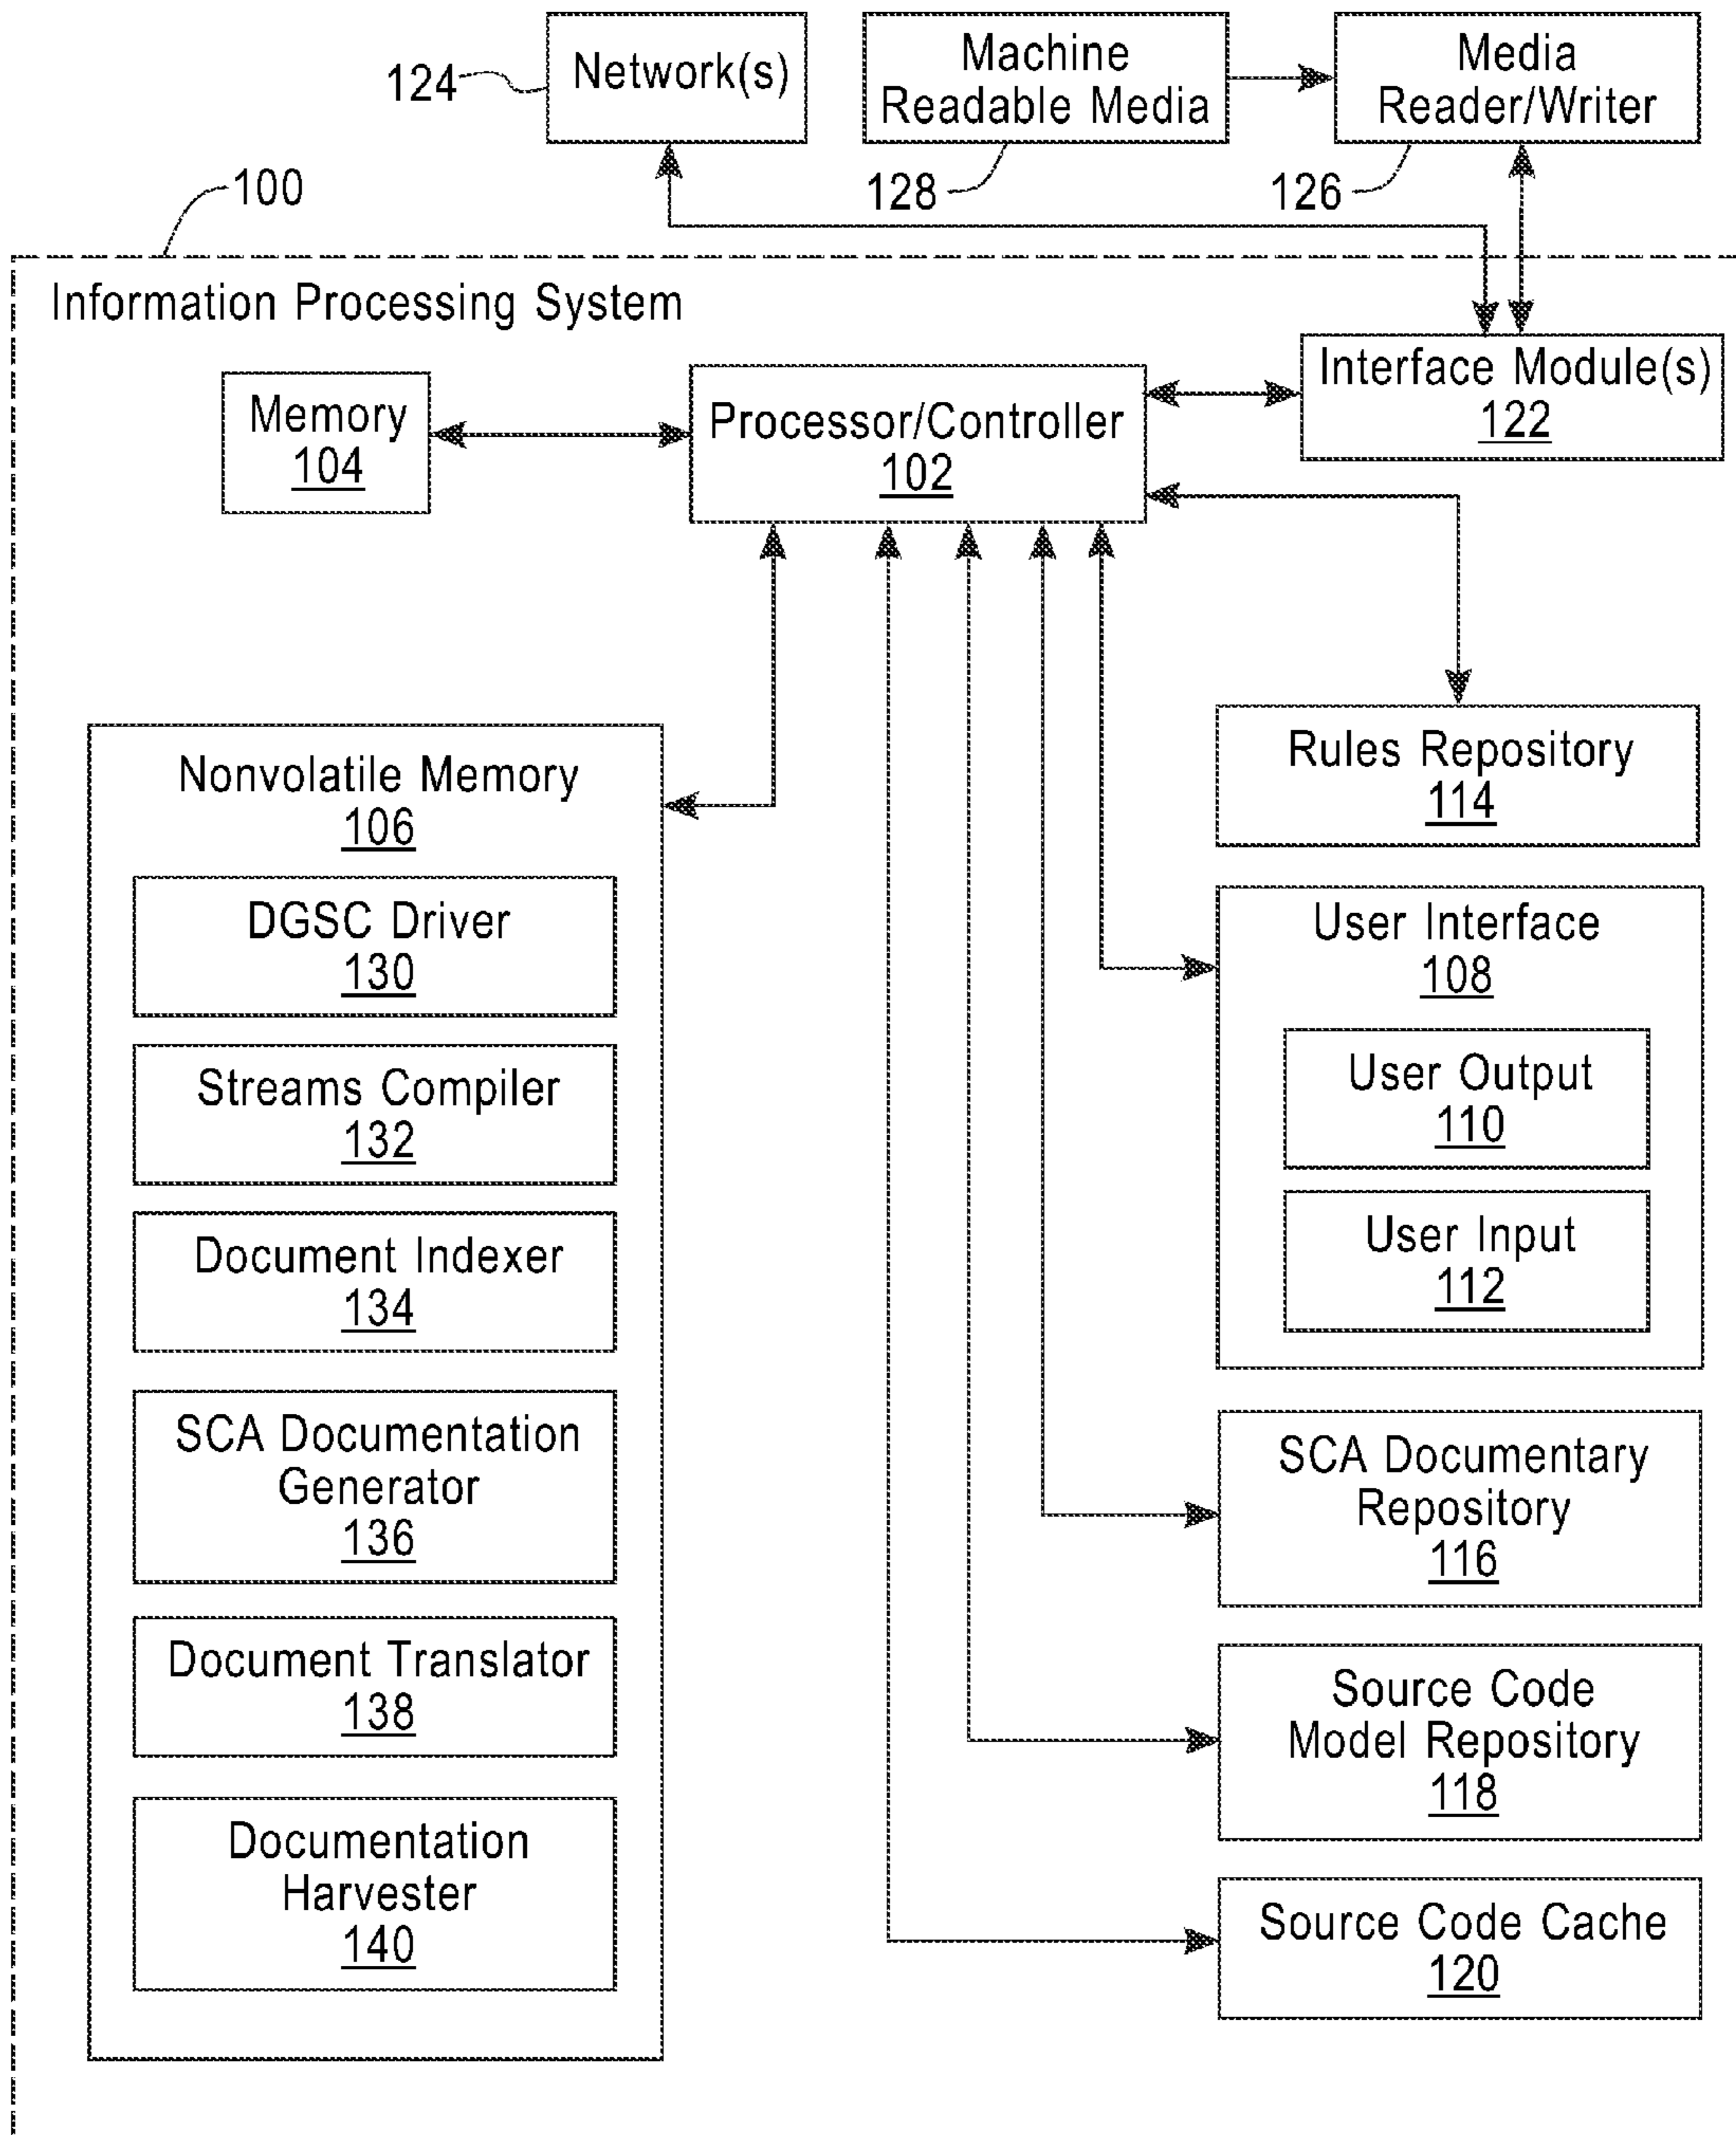 Network(s)
124
Machine
Readable Media
128
Media
Reader/Writer
126
100
Information Processing System
Memory
104
Processor/Controller
102
Interface Module(s)
122
Nonvolatile Memory
106
DGSC Driver
130
Streams Compiler
132
Document Indexer
134
SCA Documentation
Generator
136
Document Translator
138
Documentation
Harvester
140
Rules Repository
114
User Interface
108
User Output
110
User Input
112
SCA Documentary
Repository
116
Source Code
Model Repository
118
Source Code Cache
120